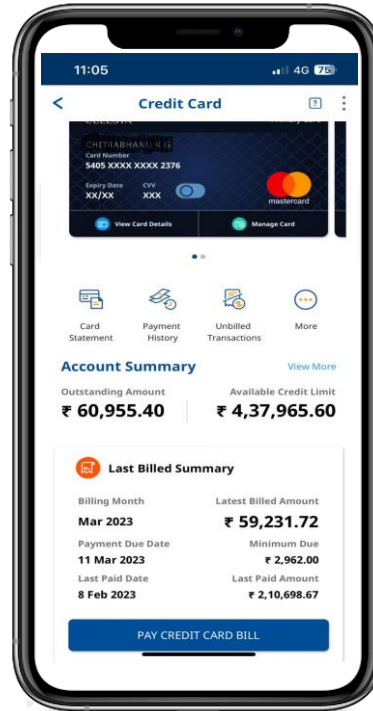 11:05 4G 75
< Credit Card ?
CHITRABHANU K G
Card Number
5405 XXXX XXXX 2376
Expiry Date CVV
XX/XX XXX
mastercard
View Card Details Manage Card
Card Payment Unbilled More
Statement History Transactions
Account Summary View More
Outstanding Amount Available Credit Limit
₹ 60,955.40 ₹ 4,37,965.60
Last Billed Summary
Billing Month Latest Billed Amount
Mar 2023 ₹ 59,231.72
Payment Due Date Minimum Due
11 Mar 2023 ₹ 2,962.00
Last Paid Date Last Paid Amount
8 Feb 2023 ₹ 2,10,698.67
PAY CREDIT CARD BILL